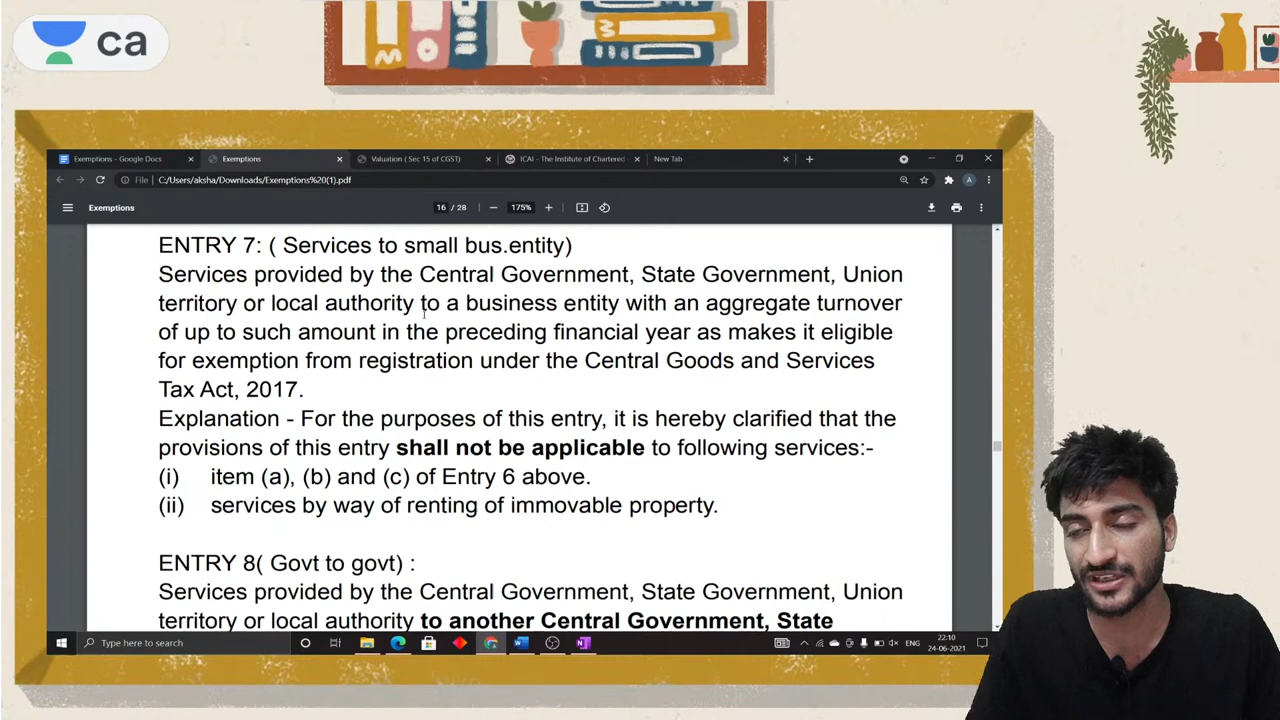 ca
Exemptions - Google Docs
Exemptions
Valuation ( Sec 15 of CGST)
ICAI - The Institute of Chartered
New Tab
File
C:/Users/aksha/Downloads/Exemptions%20(1).pdf
Exemptions
16 / 28
175%
ENTRY 7: ( Services to small bus.entity)
Services provided by the Central Government, State Government, Union
territory or local authority to a business entity with an aggregate turnover
of up to such amount in the preceding financial year as makes it eligible
for exemption from registration under the Central Goods and Services
Tax Act, 2017.
Explanation - For the purposes of this entry, it is hereby clarified that the
provisions of this entry shall not be applicable to following services:-
(i) item (a), (b) and (c) of Entry 6 above.
(ii) services by way of renting of immovable property.
ENTRY 8( Govt to govt) :
Services provided by the Central Government, State Government, Union
territory or local authority to another Central Government, State
Type here to search
ENG
22:10
24-06-2021